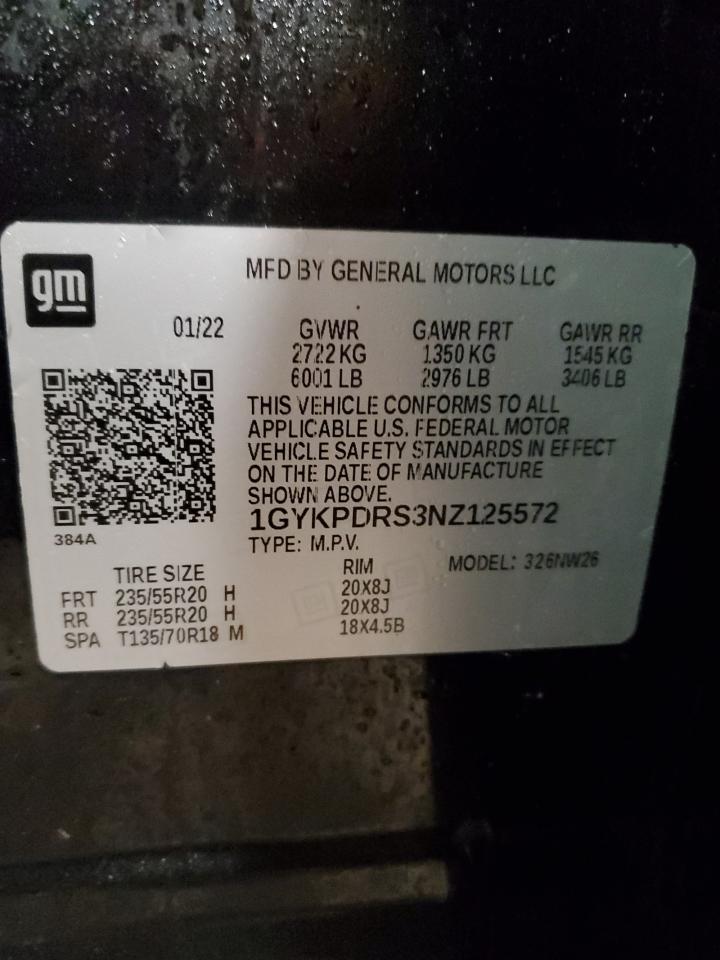 gm
MFD BY GENERAL MOTORS LLC
01/22 GVWR GAWR FRT GAWR RR
2722 KG 1350 KG 1545 KG
6001 LB 2976 LB 3406 LB
THIS VEHICLE CONFORMS TO ALL
APPLICABLE U.S. FEDERAL MOTOR
VEHICLE SAFETY STANDARDS IN EFFECT
ON THE DATE OF MANUFACTURE
SHOWN ABOVE.
1GYKPDRS3NZ125572
384A
TYPE: M.P.V. MODEL: 326NW26
TIRE SIZE RIM
FRT 235/55R20 H 20X8J
RR 235/55R20 H 20X8J
SPA T135/70R18 M 18X4.5B